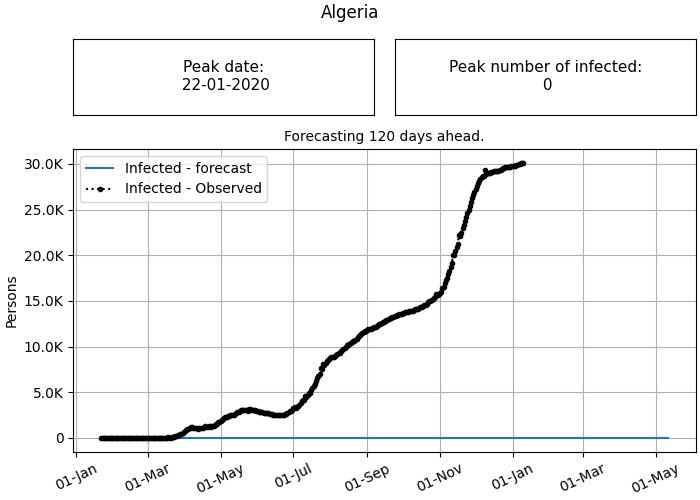 Algeria
Peak date:
22-01-2020
Peak number of infected:
0
Forecasting 120 days ahead.
Infected - forecast
Infected - Observed
30.0K
25.0K
20.0K
15.0K
10.0K
5.0K
0
Persons
01-Jan
01-Mar
01-May
01-Jul
01-Sep
01-Nov
01-Jan
01-Mar
01-May